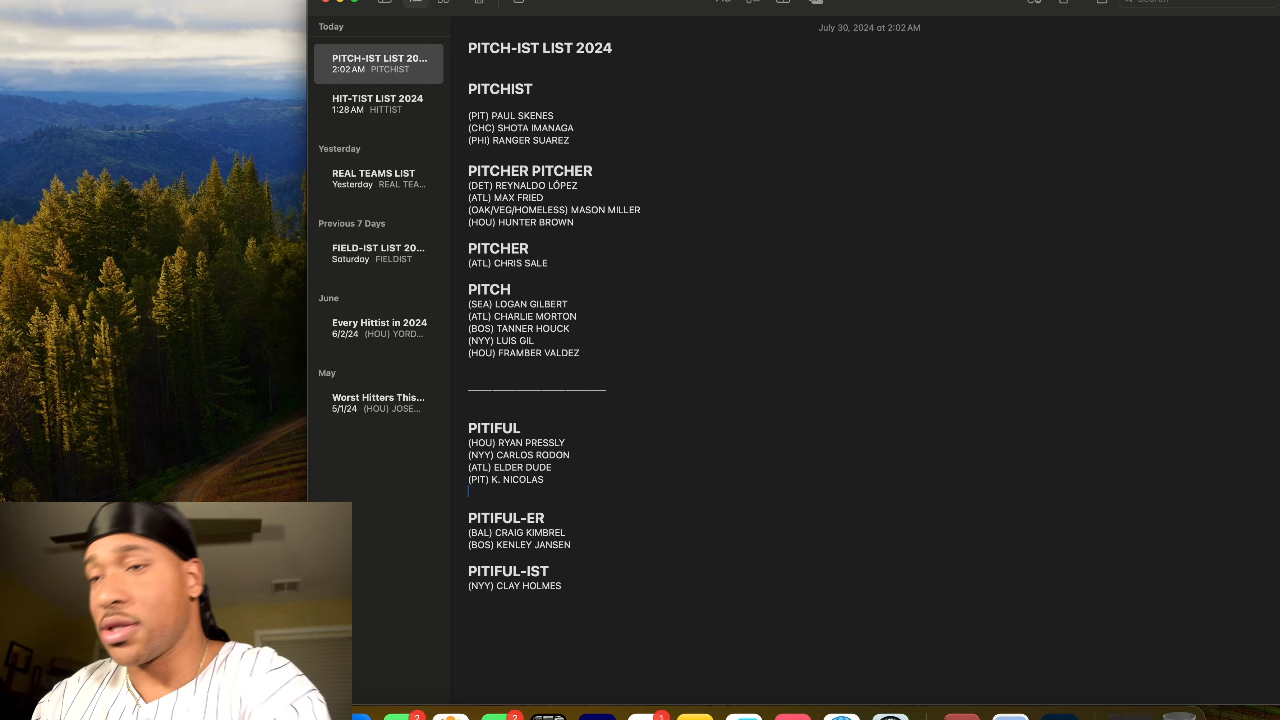 Today
PITCH-IST LIST 20...
2:02 AM PITCHIST
HIT-TIST LIST 2024
1:28 AM HITTIST
Yesterday
REAL TEAMS LIST
Yesterday REAL TEA...
Previous 7 Days
FIELD-IST LIST 20...
Saturday FIELDIST
June
Every Hittist in 2024
6/2/24 (HOU) YORD...
May
Worst Hitters This...
5/1/24 (HOU) JOSE...
July 30, 2024 at 2:02 AM
PITCH-IST LIST 2024
PITCHIST
(PIT) PAUL SKENES
(CHC) SHOTA IMANAGA
(PHI) RANGER SUAREZ
PITCHER PITCHER
(DET) REYNALDO LÓPEZ
(ATL) MAX FRIED
(OAK/VEG/HOMELESS) MASON MILLER
(HOU) HUNTER BROWN
PITCHER
(ATL) CHRIS SALE
PITCH
(SEA) LOGAN GILBERT
(ATL) CHARLIE MORTON
(BOS) TANNER HOUCK
(NYY) LUIS GIL
(HOU) FRAMBER VALDEZ
PITIFUL
(HOU) RYAN PRESSLY
(NYY) CARLOS RODON
(ATL) ELDER DUDE
(PIT) K. NICOLAS
PITIFUL-ER
(BAL) CRAIG KIMBREL
(BOS) KENLEY JANSEN
PITIFUL-IST
(NYY) CLAY HOLMES
2
2
1